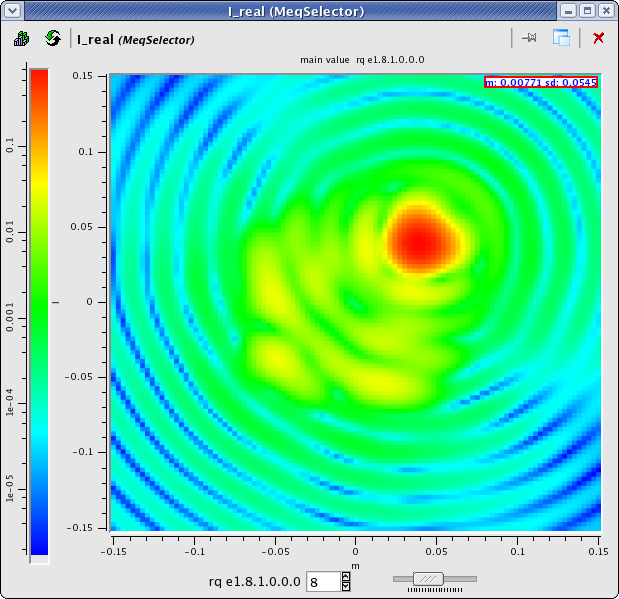 I_real (MeqSelector)
I_real (MeqSelector)
main value rq e1.8.1.0.0.0
m: 0.00771 sd: 0.0545
0.1
0.01
0.001
1e-04
1e-05
0.15
0.1
0.05
0
-0.05
-0.1
-0.15
-0.15 -0.1 -0.05 0 0.05 0.1 0.15
m
rq e1.8.1.0.0.0 8